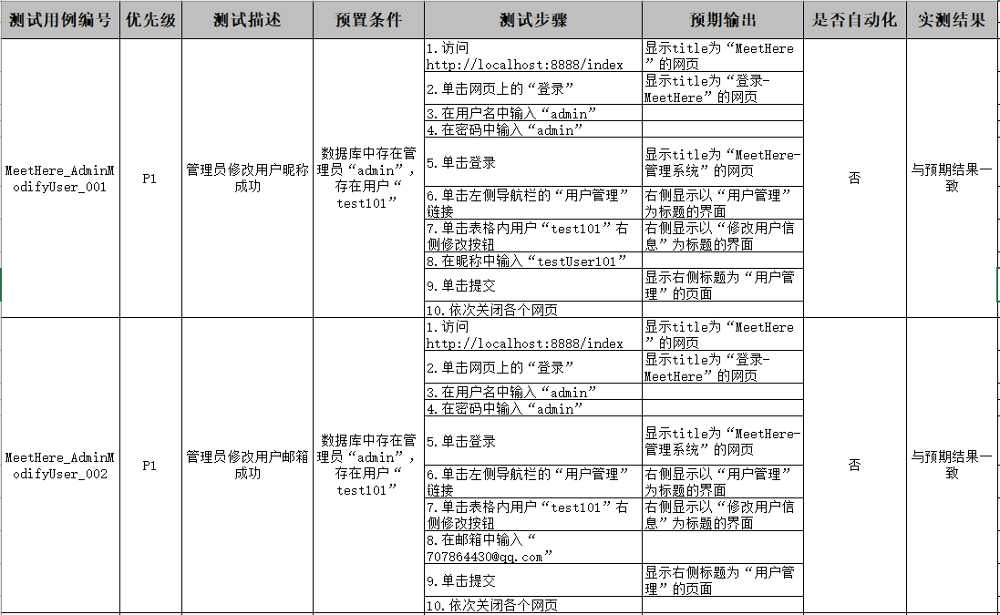 测试用例编号 优先级 测试描述 预置条件 测试步骤 预期输出 是否自动化 实测结果
MeetHere_AdminM
odifyUser_001
P1
管理员修改用户昵称
成功
数据库中存在管
理员“admin”，
存在用户“
test101”
1.访问
http://localhost:8888/index
显示title为“MeetHere
”的网页
2.单击网页上的“登录”
显示title为“登录-
MeetHere”的网页
3.在用户名中输入“admin”
4.在密码中输入“admin”
5.单击登录
显示title为“MeetHere-
管理系统”的网页
6.单击左侧导航栏的“用户管理”
链接
右侧显示以“用户管理”
为标题的界面
7.单击表格内用户“test101”右
侧修改按钮
右侧显示以“修改用户信
息”为标题的界面
8.在昵称中输入“testUser101”
9.单击提交
显示右侧标题为“用户管
理”的页面
10.依次关闭各个网页
否
与预期结果一
致
MeetHere_AdminM
odifyUser_002
P1
管理员修改用户邮箱
成功
数据库中存在管
理员“admin”，
存在用户“
test101”
1.访问
http://localhost:8888/index
显示title为“MeetHere
”的网页
2.单击网页上的“登录”
显示title为“登录-
MeetHere”的网页
3.在用户名中输入“admin”
4.在密码中输入“admin”
5.单击登录
显示title为“MeetHere-
管理系统”的网页
6.单击左侧导航栏的“用户管理”
链接
右侧显示以“用户管理”
为标题的界面
7.单击表格内用户“test101”右
侧修改按钮
右侧显示以“修改用户信
息”为标题的界面
8.在邮箱中输入“
707864430@qq.com”
9.单击提交
显示右侧标题为“用户管
理”的页面
10.依次关闭各个网页
否
与预期结果一
致